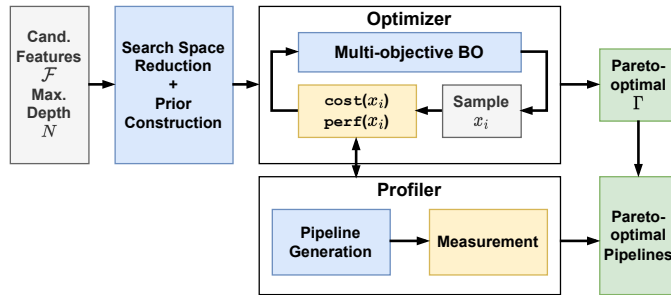 Cand.
Features
ℱ
Max.
Depth
N
Search Space
Reduction
+
Prior
Construction
Optimizer
Multi-objective BO
cost(x_i)
perf(x_i)
Sample
x_i
Pareto-
optimal
Γ
Profiler
Pipeline
Generation
Measurement
Pareto-
optimal
Pipelines